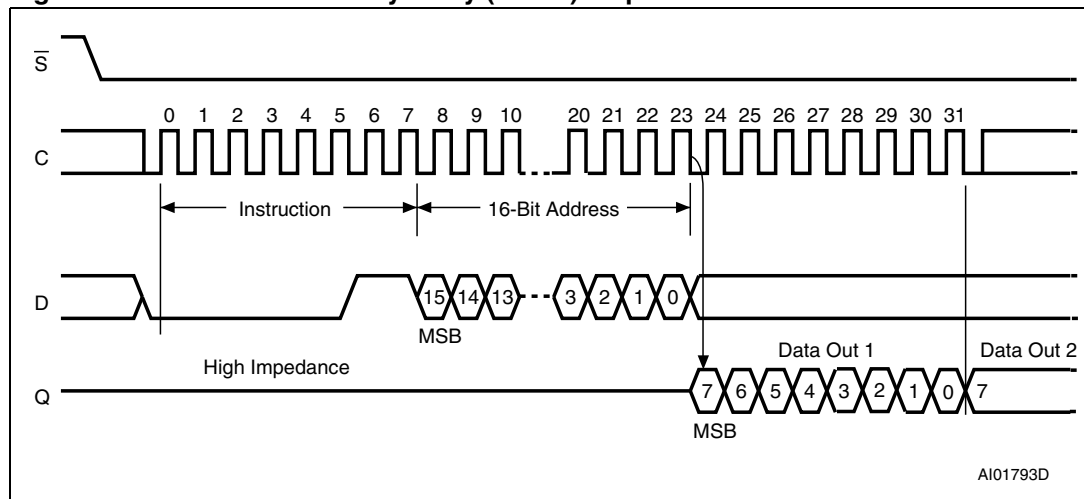 S
0 1 2 3 4 5 6 7 8 9 10 20 21 22 23 24 25 26 27 28 29 30 31
C
Instruction 16-Bit Address
D 15 14 13 3 2 1 0
MSB
High Impedance Data Out 1 Data Out 2
Q 7 6 5 4 3 2 1 0 7
MSB
AI01793D